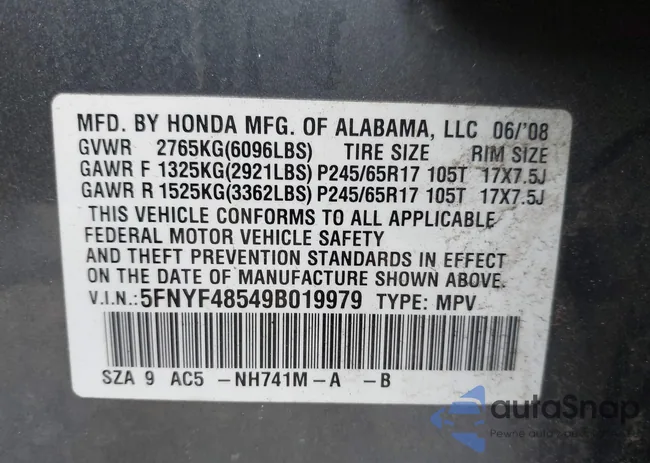 MFD. BY HONDA MFG. OF ALABAMA, LLC 06/'08
GVWR 2765KG(6096LBS) TIRE SIZE RIM SIZE
GAWR F 1325KG(2921LBS) P245/65R17 105T 17X7.5J
GAWR R 1525KG(3362LBS) P245/65R17 105T 17X7.5J
THIS VEHICLE CONFORMS TO ALL APPLICABLE
FEDERAL MOTOR VEHICLE SAFETY
AND THEFT PREVENTION STANDARDS IN EFFECT
ON THE DATE OF MANUFACTURE SHOWN ABOVE.
V.I.N.:5FNYF48549B019979 TYPE: MPV
SZA 9 AC5 -NH741M-A -B
autoSnap
Pewne auto z aukcji